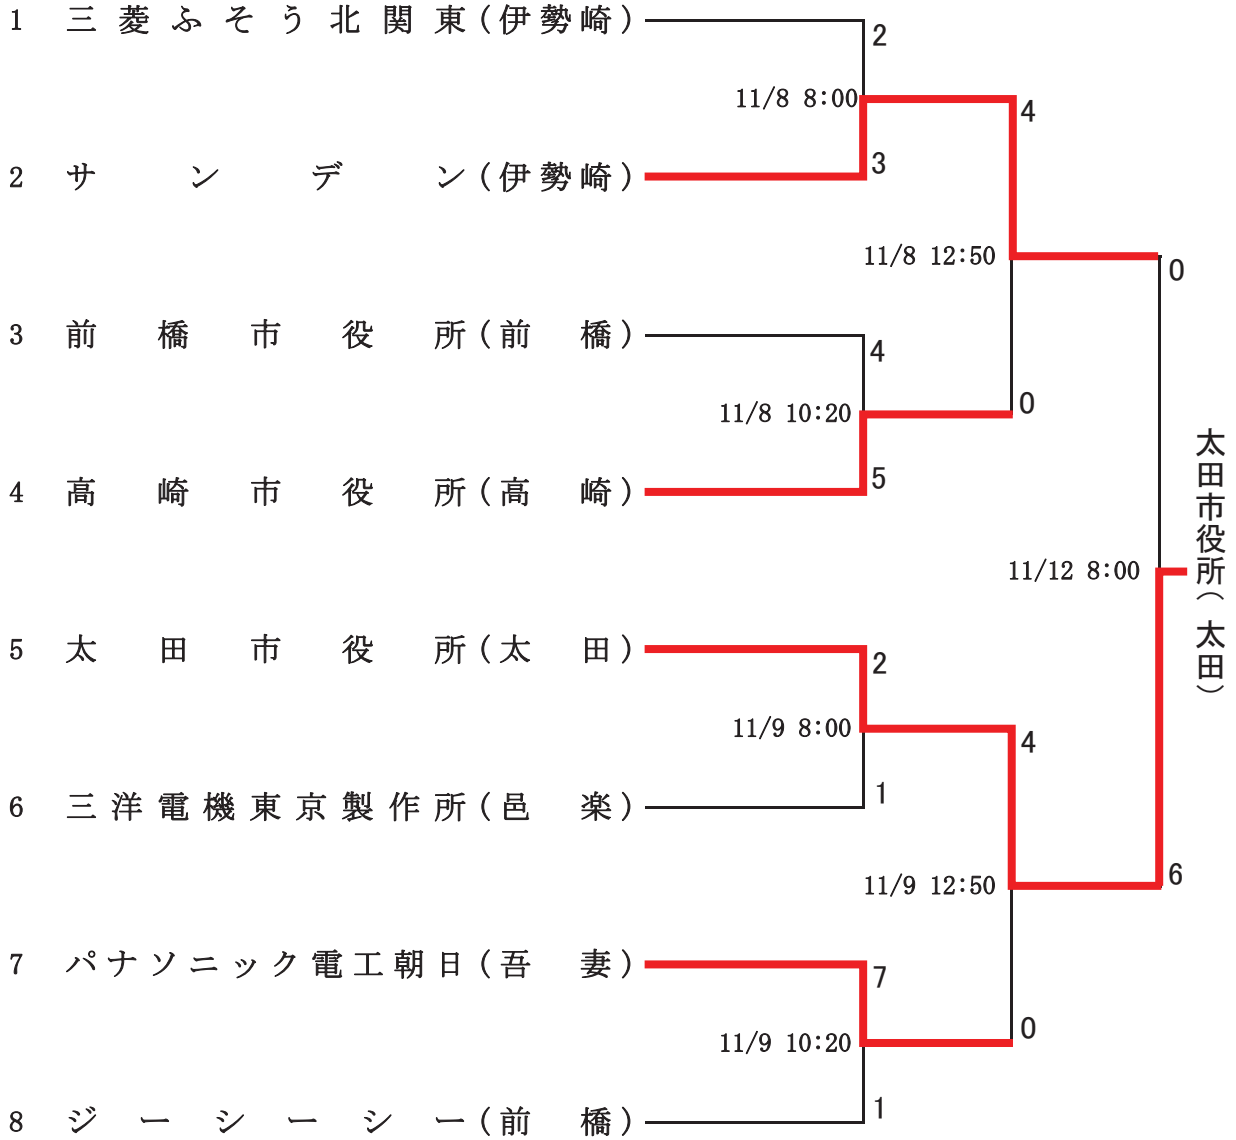 1 三菱ふそう北関東(伊勢崎)
2
11/8 8:00
4
2 サンデン(伊勢崎)
3
11/8 12:50
0
3 前橋市役所(前橋)
4
11/8 10:20
0
4 高崎市役所(高崎)
5
11/12 8:00
太田市役所(太田)
5 太田市役所(太田)
2
11/9 8:00
4
6 三洋電機東京製作所(邑楽)
1
11/9 12:50
6
7 パナソニック電工朝日(吾妻)
7
11/9 10:20
0
8 ジーシーシー(前橋)
1